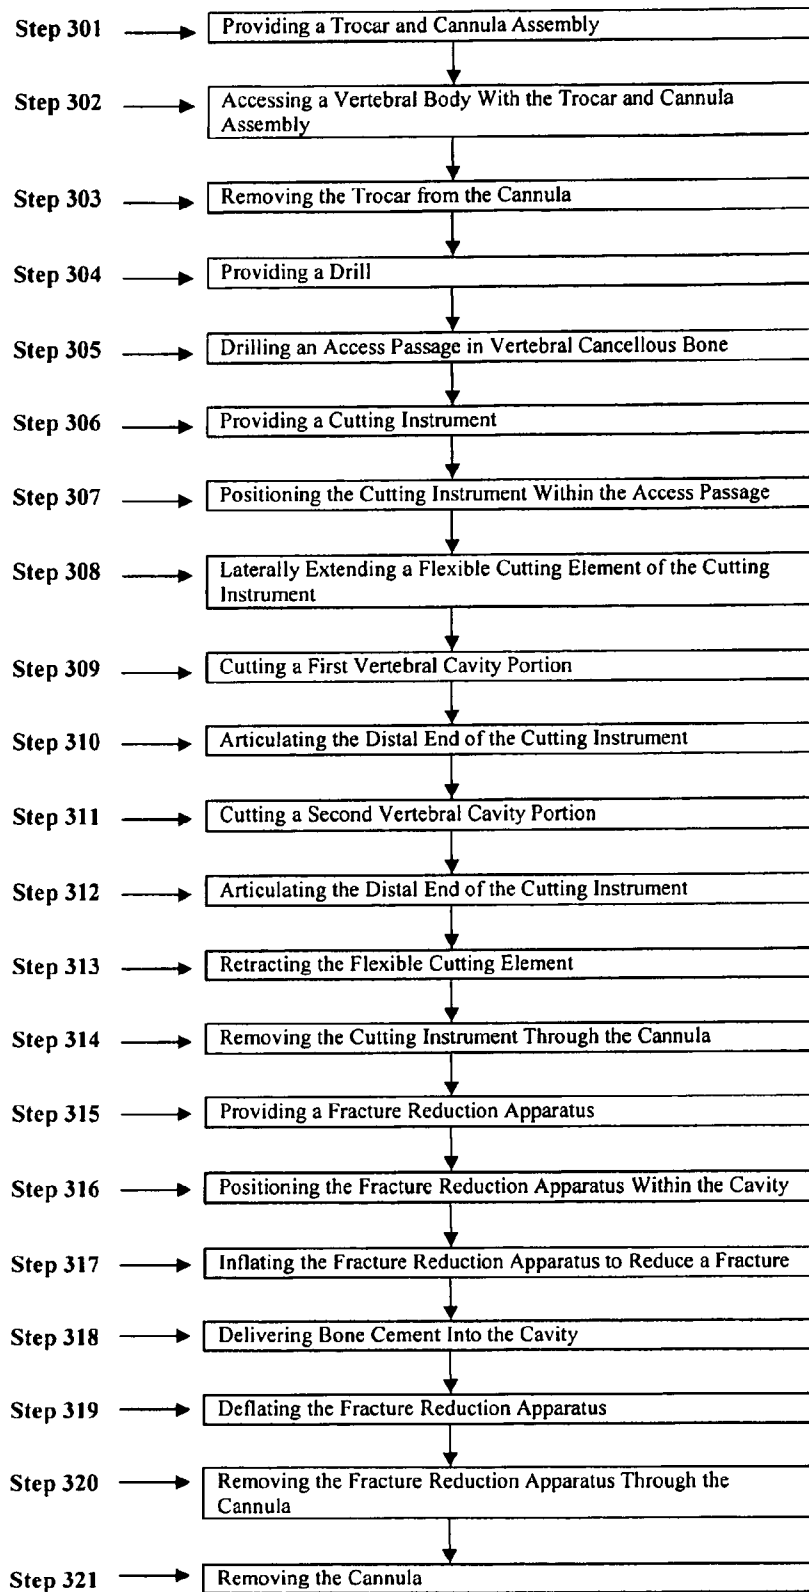 Step 301 Providing a Trocar and Cannula Assembly
Step 302 Accessing a Vertebral Body With the Trocar and Cannula
Assembly
Step 303 Removing the Trocar from the Cannula
Step 304 Providing a Drill
Step 305 Drilling an Access Passage in Vertebral Cancellous Bone
Step 306 Providing a Cutting Instrument
Step 307 Positioning the Cutting Instrument Within the Access Passage
Step 308 Laterally Extending a Flexible Cutting Element of the Cutting
Instrument
Step 309 Cutting a First Vertebral Cavity Portion
Step 310 Articulating the Distal End of the Cutting Instrument
Step 311 Cutting a Second Vertebral Cavity Portion
Step 312 Articulating the Distal End of the Cutting Instrument
Step 313 Retracting the Flexible Cutting Element
Step 314 Removing the Cutting Instrument Through the Cannula
Step 315 Providing a Fracture Reduction Apparatus
Step 316 Positioning the Fracture Reduction Apparatus Within the Cavity
Step 317 Inflating the Fracture Reduction Apparatus to Reduce a Fracture
Step 318 Delivering Bone Cement Into the Cavity
Step 319 Deflating the Fracture Reduction Apparatus
Step 320 Removing the Fracture Reduction Apparatus Through the
Cannula
Step 321 Removing the Cannula